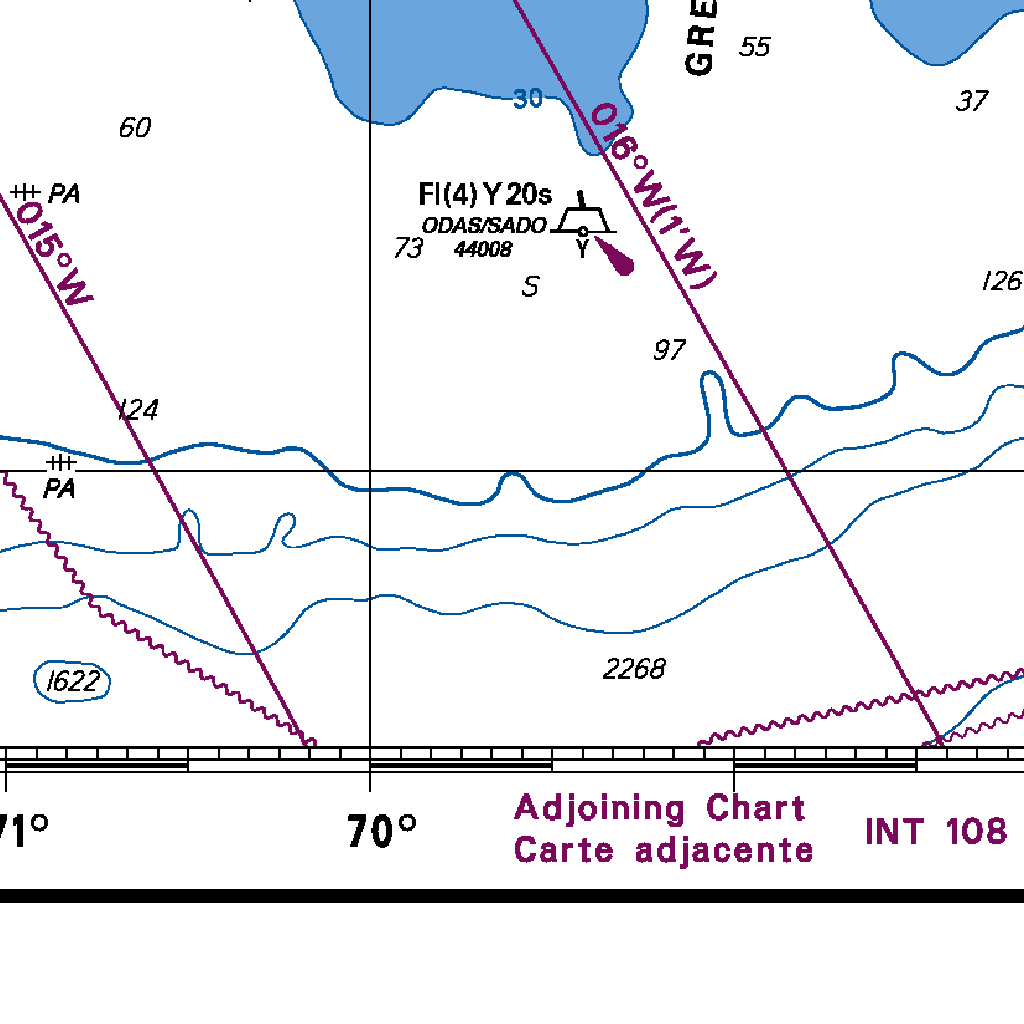 GRE
55
37
30
60
016°W(1'W)
PA
Fl(4) Y 20s
015°W
ODAS/SADO
73
44008
Y
S
126
97
124
PA
1622
2268
71°
70°
Adjoining Chart
Carte adjacente
INT 108